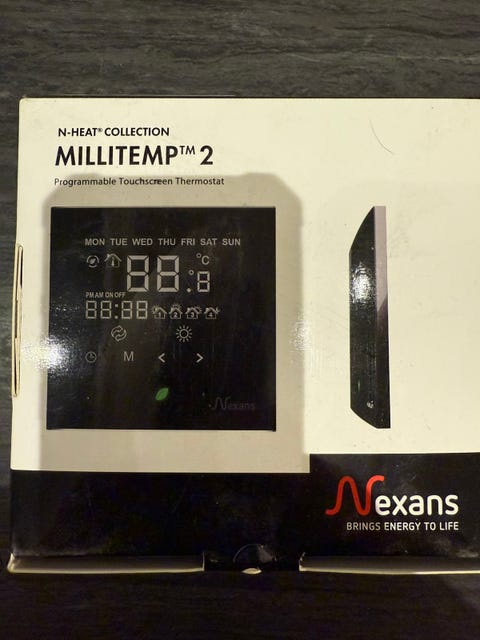 N-HEAT® COLLECTION
MILLITEMP™ 2
Programmable Touchscreen Thermostat
MON TUE WED THU FRI SAT SUN
88 °C
.8
PM AM ON OFF
88:88
M < >
Nexans
Nexans
BRINGS ENERGY TO LIFE